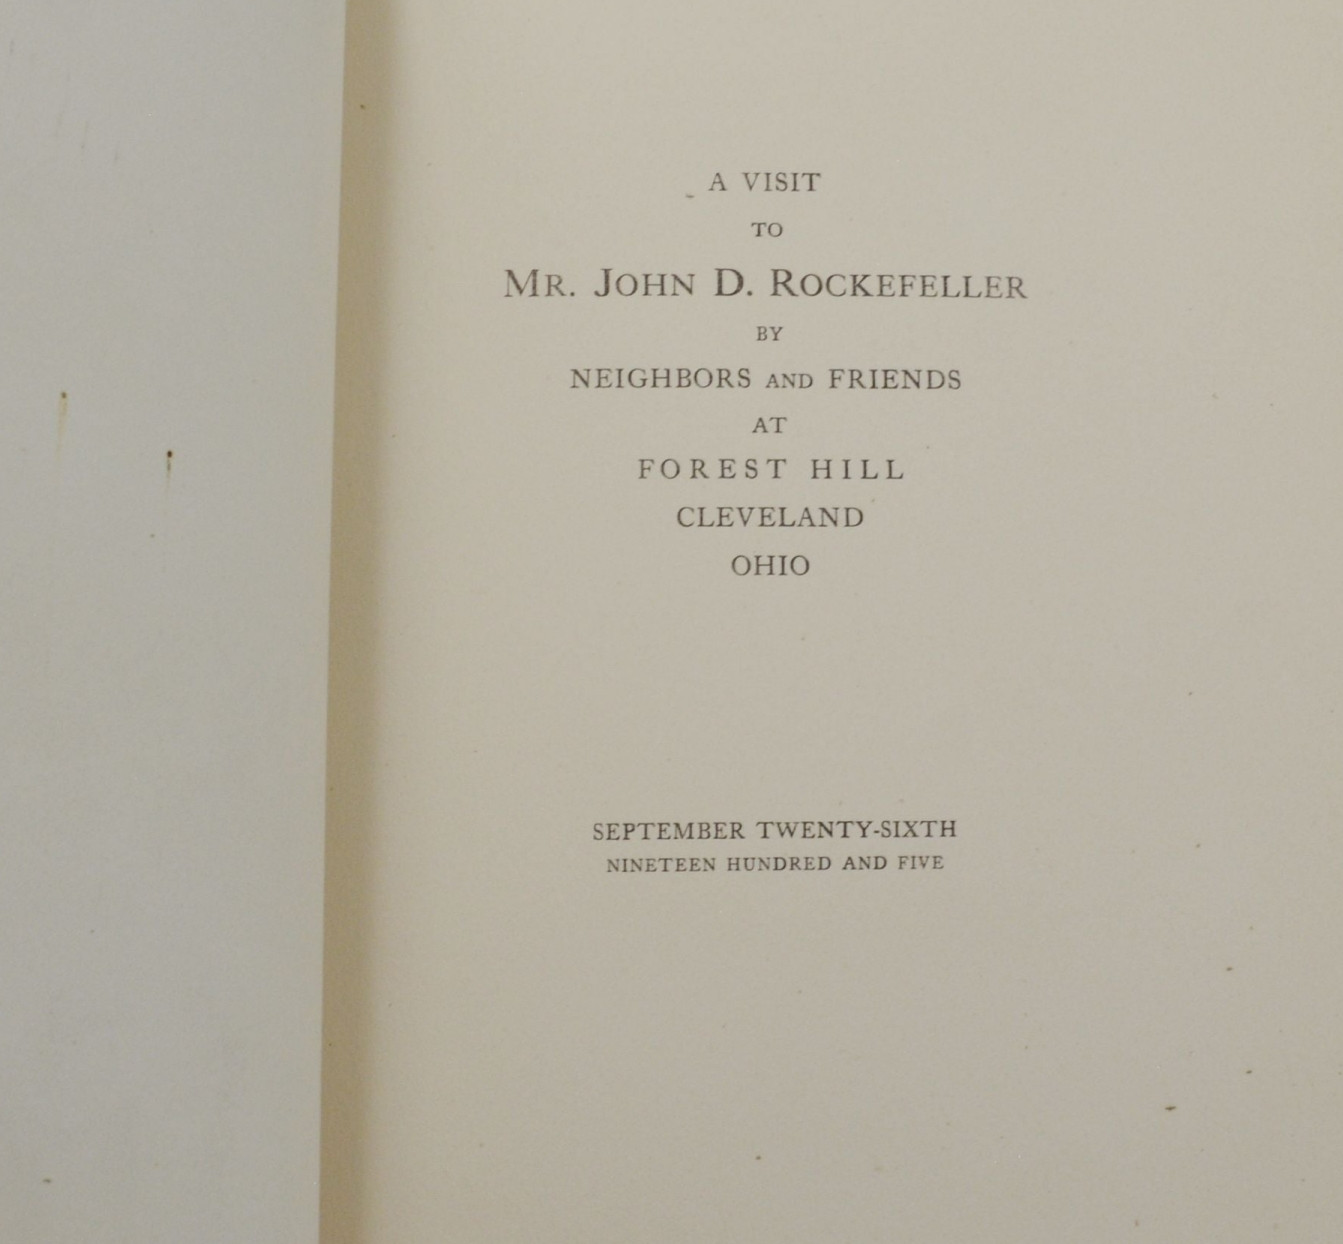 A VISIT
TO
MR. JOHN D. ROCKEFELLER
BY
NEIGHBORS AND FRIENDS
AT
FOREST HILL
CLEVELAND
OHIO
SEPTEMBER TWENTY-SIXTH
NINETEEN HUNDRED AND FIVE